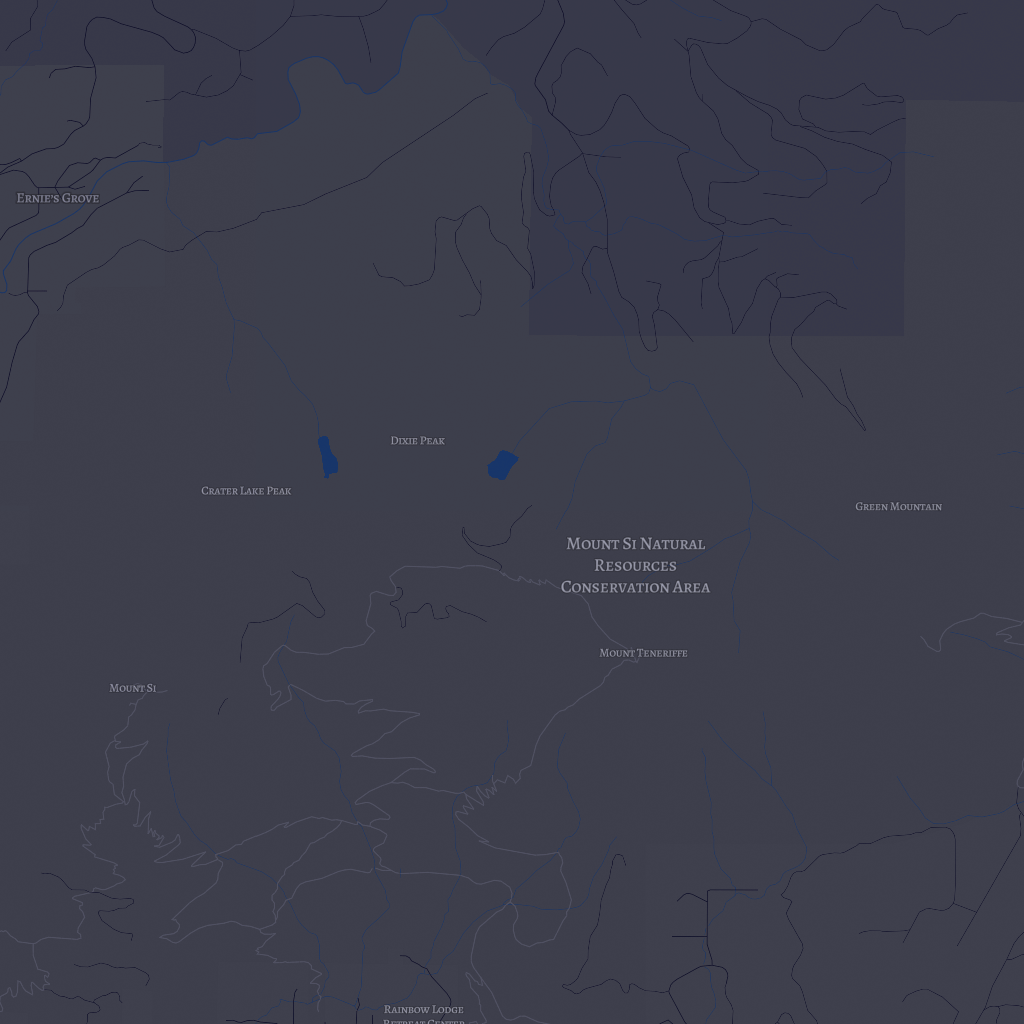 Ernie's Grove
Dixie Peak
Crater Lake Peak
Green Mountain
Mount Si Natural
Resources
Conservation Area
Mount Teneriffe
Mount Si
Rainbow Lodge
Retreat Center